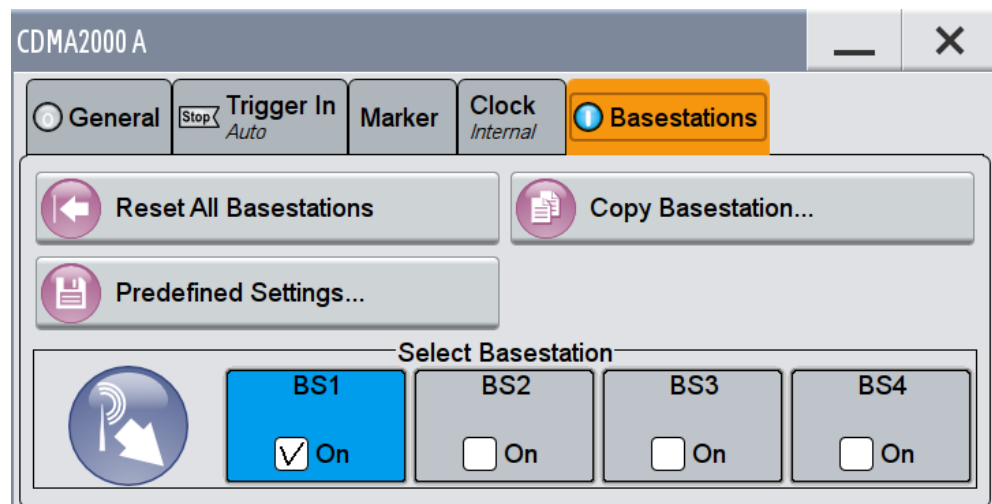 CDMA2000 A
General
Stop
Trigger In
Auto
Marker
Clock
Internal
Basestations
Reset All Basestations
Copy Basestation...
Predefined Settings...
Select Basestation
BS1
BS2
BS3
BS4
On
On
On
On